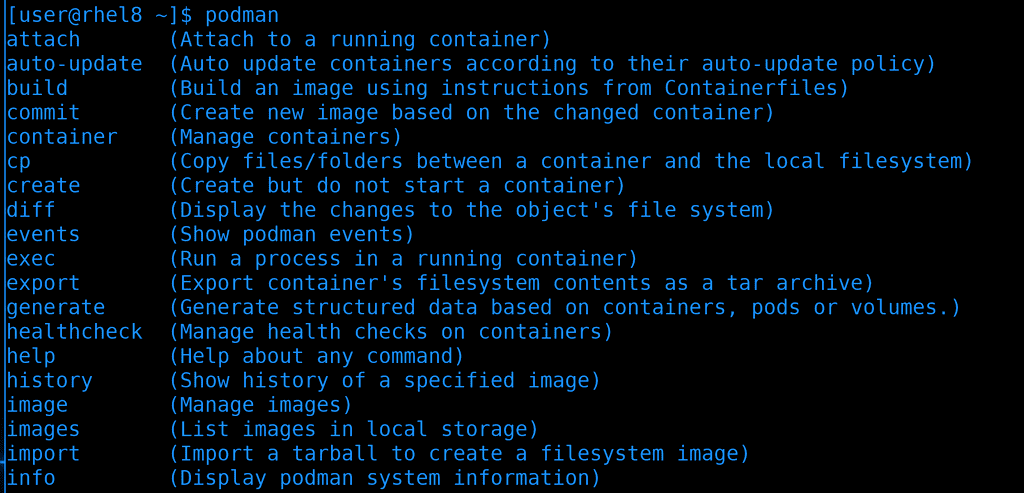 [user@rhel8 ~]$ podman
attach (Attach to a running container)
auto-update (Auto update containers according to their auto-update policy)
build (Build an image using instructions from Containerfiles)
commit (Create new image based on the changed container)
container (Manage containers)
cp (Copy files/folders between a container and the local filesystem)
create (Create but do not start a container)
diff (Display the changes to the object's file system)
events (Show podman events)
exec (Run a process in a running container)
export (Export container's filesystem contents as a tar archive)
generate (Generate structured data based on containers, pods or volumes.)
healthcheck (Manage health checks on containers)
help (Help about any command)
history (Show history of a specified image)
image (Manage images)
images (List images in local storage)
import (Import a tarball to create a filesystem image)
info (Display podman system information)